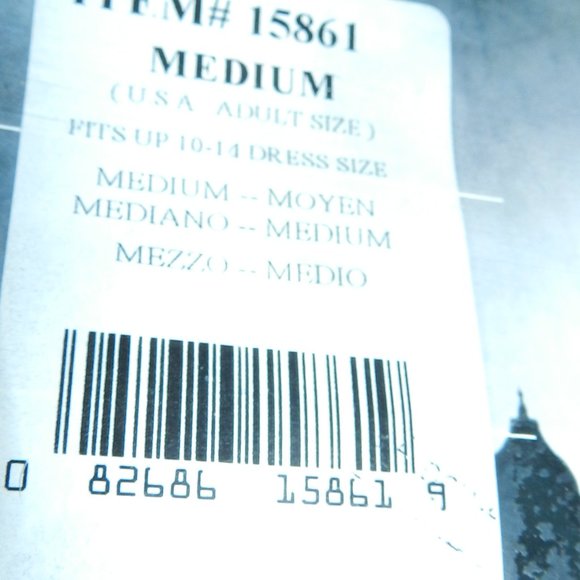 ITEM# 15861
MEDIUM
(USA ADULT SIZE)
FITS UP 10-14 DRESS SIZE
MEDIUM -- MOYEN
MEDIANO -- MEDIUM
MEZZO -- MEDIO
0 82686 15861 9